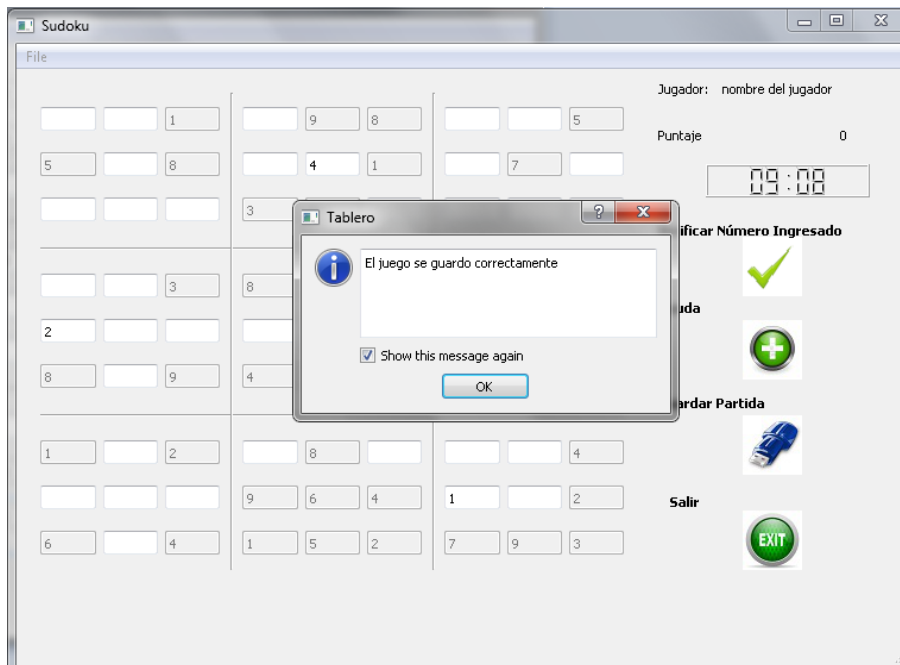 Sudoku
File
Jugador: nombre del jugador
1 9 8 5
Puntaje 0
5 8 4 1 7
09:08
3
Tablero
ificar Número Ingresado
El juego se guardo correctamente
3 8
uda
2
Show this message again
8 9 4
OK
ardar Partida
1 2 8 4
9 6 4 1 2
Salir
6 4 1 5 2 7 9 3
EXIT